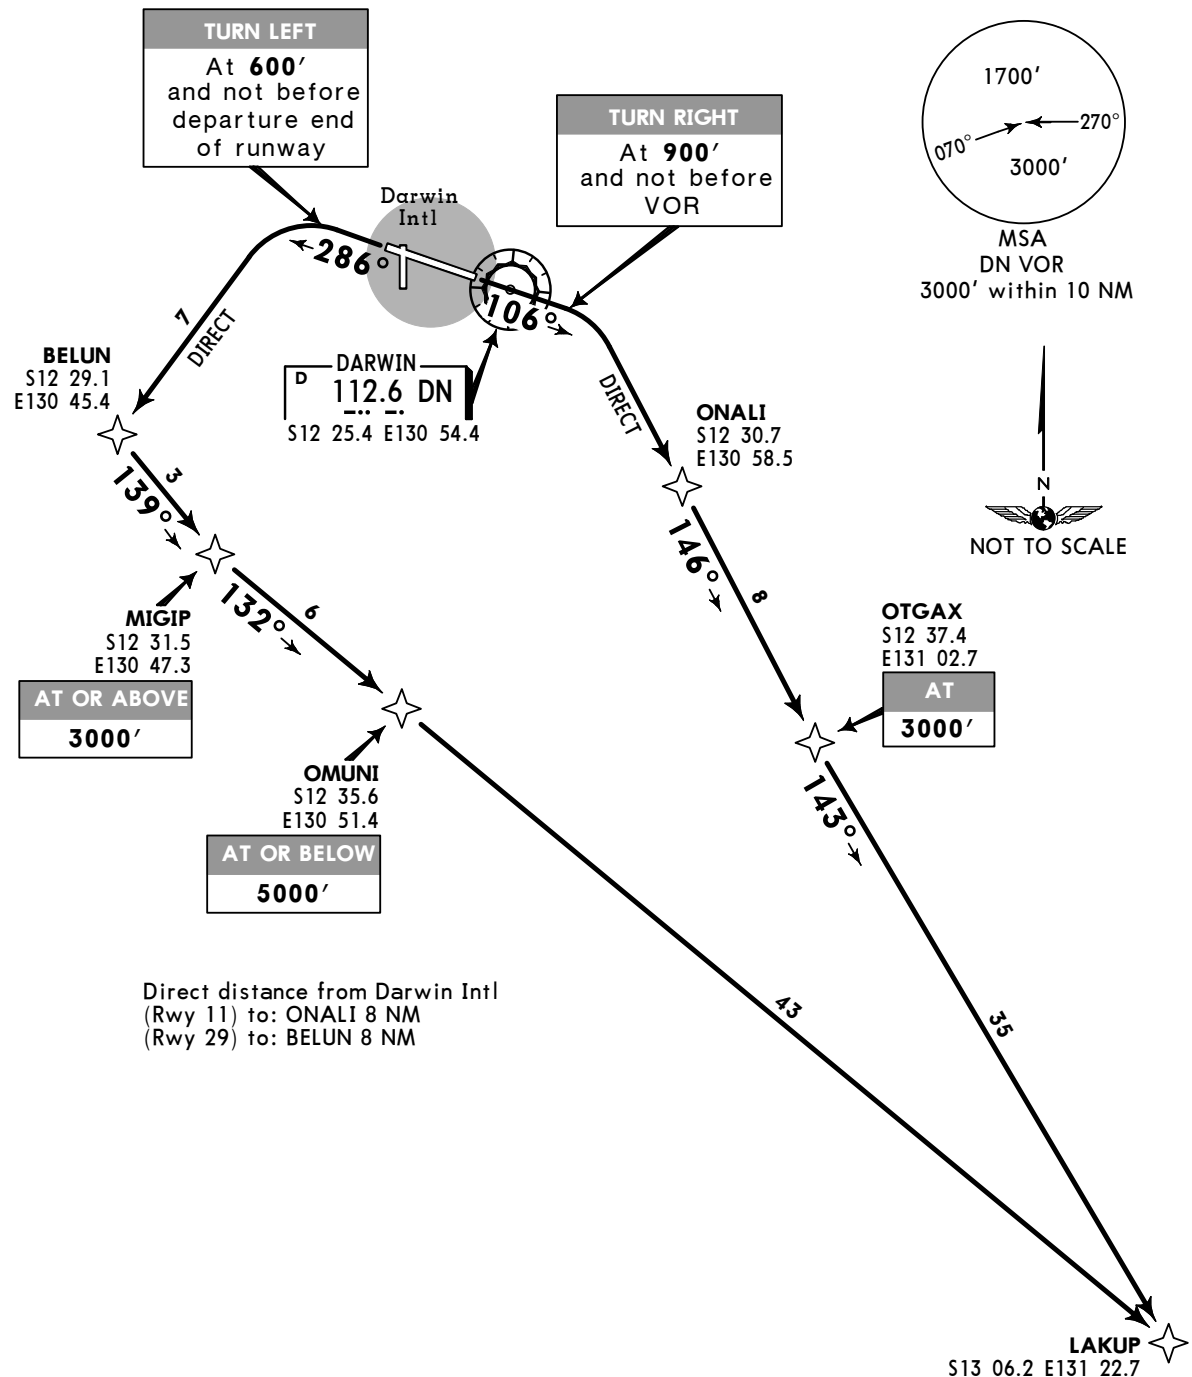 TURN LEFT
At 600′
and not before
departure end
of runway
TURN RIGHT
At 900′
and not before
VOR
1700′
270°
070°
3000′
MSA
DN VOR
3000′ within 10 NM
Darwin
Intl
286°
106°
7
DIRECT
DARWIN
D 112.6 DN
S12 25.4 E130 54.4
DIRECT
BELUN
S12 29.1
E130 45.4
ONALI
S12 30.7
E130 58.5
N
NOT TO SCALE
3
139°
146°
8
MIGIP
S12 31.5
E130 47.3
AT OR ABOVE
3000′
132°
6
OTGAX
S12 37.4
E131 02.7
AT
3000′
OMUNI
S12 35.6
E130 51.4
AT OR BELOW
5000′
143°
Direct distance from Darwin Intl
(Rwy 11) to: ONALI 8 NM
(Rwy 29) to: BELUN 8 NM
43
35
LAKUP
S13 06.2 E131 22.7